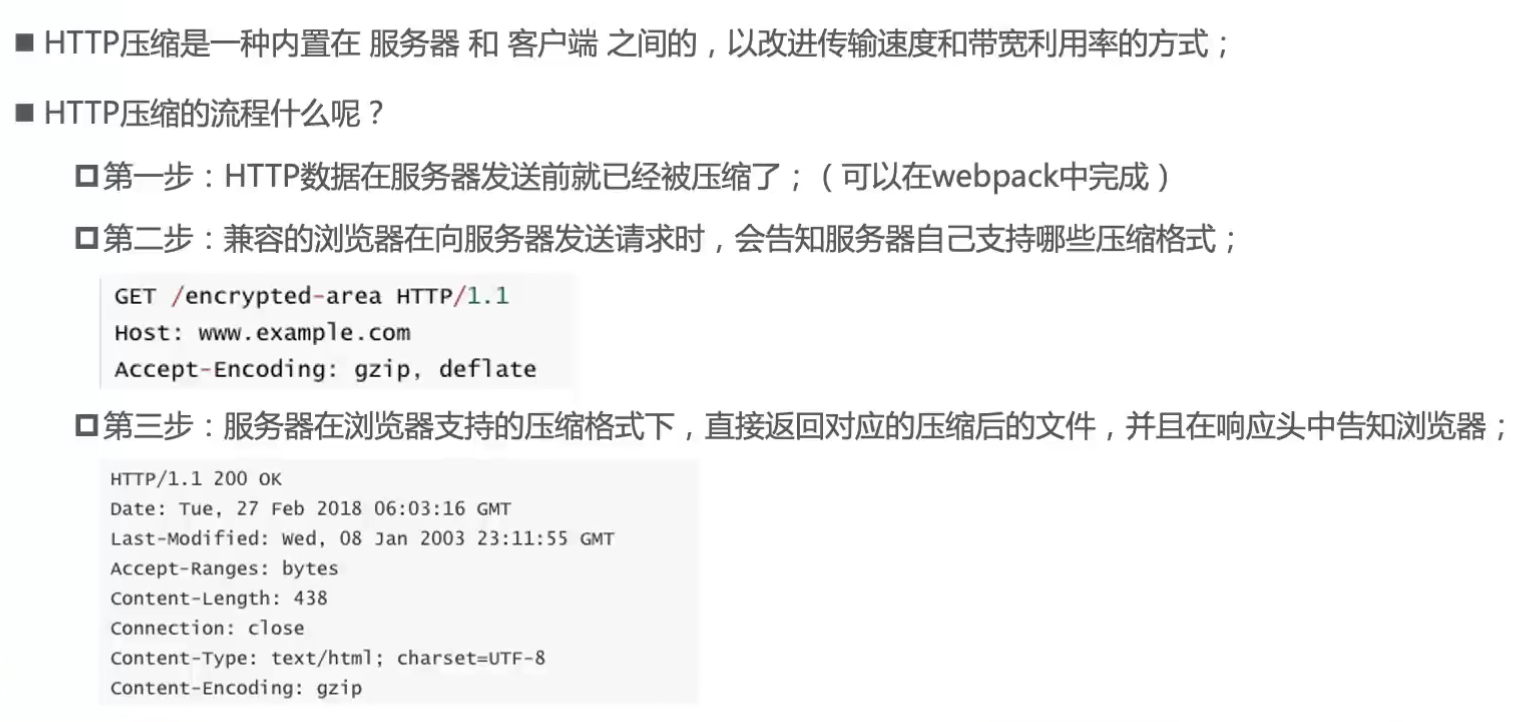 ■ HTTP压缩是一种内置在 服务器 和 客户端 之间的，以改进传输速度和带宽利用率的方式；
■ HTTP压缩的流程什么呢？
第一步：HTTP数据在服务器发送前就已经被压缩了；（可以在webpack中完成）
第二步：兼容的浏览器在向服务器发送请求时，会告知服务器自己支持哪些压缩格式；
GET /encrypted-area HTTP/1.1
Host: www.example.com
Accept-Encoding: gzip, deflate
第三步：服务器在浏览器支持的压缩格式下，直接返回对应的压缩后的文件，并且在响应头中告知浏览器；
HTTP/1.1 200 OK
Date: Tue, 27 Feb 2018 06:03:16 GMT
Last-Modified: Wed, 08 Jan 2003 23:11:55 GMT
Accept-Ranges: bytes
Content-Length: 438
Connection: close
Content-Type: text/html; charset=UTF-8
Content-Encoding: gzip